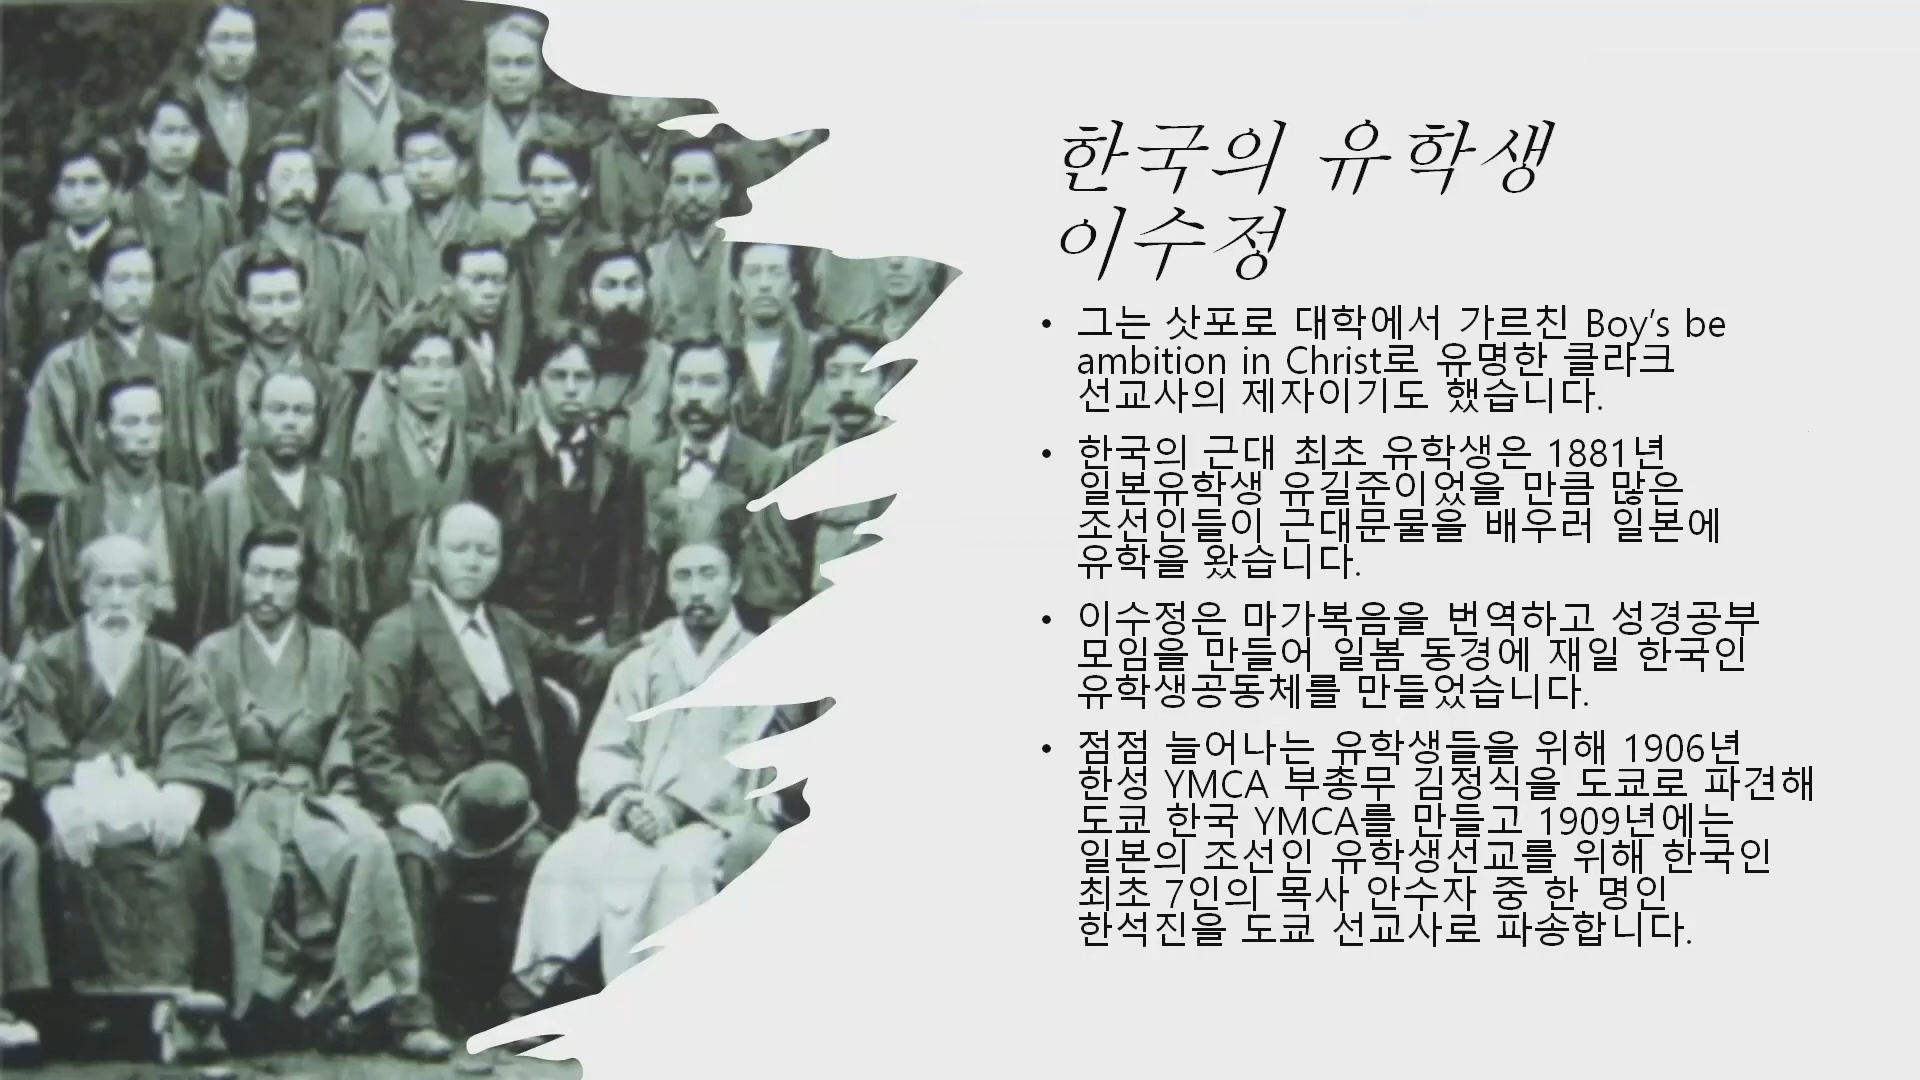 한국의 유학생
이수정
• 그는 삿포로 대학에서 가르친 Boy's be
ambition in Christ로 유명한 클라크
선교사의 제자이기도 했습니다.
• 한국의 근대 최초 유학생은 1881년
일본유학생 유길준이었을 만큼 많은
조선인들이 근대문물을 배우러 일본에
유학을 왔습니다.
• 이수정은 마가복음을 번역하고 성경공부
모임을 만들어 일봄 동경에 재일 한국인
유학생공동체를 만들었습니다.
• 점점 늘어나는 유학생들을 위해 1906년
한성 YMCA 부총무 김정식을 도쿄로 파견해
도쿄 한국 YMCA를 만들고 1909년에는
일본의 조선인 유학생선교를 위해 한국인
최초 7인의 목사 안수자 중 한 명인
한석진을 도쿄 선교사로 파송합니다.